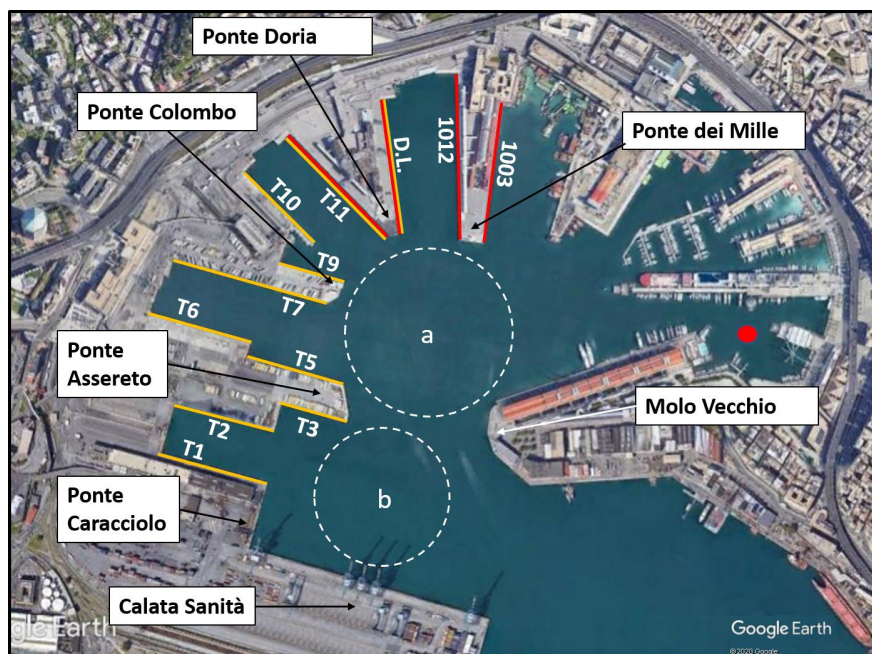 Ponte Doria
Ponte Colombo
Ponte dei Mille
D.L.
1012
1003
T11
T10
T9
T7
T6
a
Ponte
Assereto
T5
Molo Vecchio
T3
T2
T1
b
Ponte
Caracciolo
Calata Sanità
gle Earth
Google Earth
©2020 Google